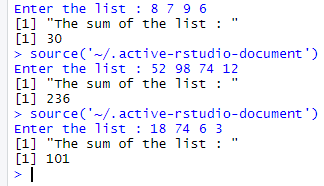 Enter the list : 8 7 9 6
[1] "The sum of the list : "
[1] 30
> source('~/.active-rstudio-document')
Enter the list : 52 98 74 12
[1] "The sum of the list : "
[1] 236
> source('~/.active-rstudio-document')
Enter the list : 18 74 6 3
[1] "The sum of the list : "
[1] 101
>